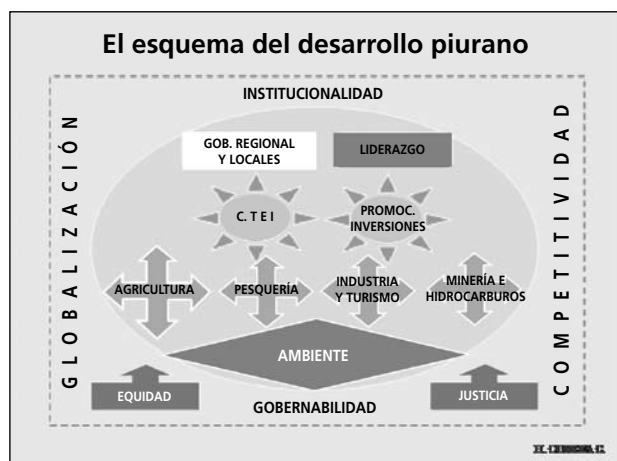 El esquema del desarrollo piurano
INSTITUCIONALIDAD
GLOBALIZACIÓN
COMPETITIVIDAD
GOB. REGIONAL
Y LOCALES
LIDERAZGO
C. T E I
PROMOC.
INVERSIONES
AGRICULTURA
PESQUERÍA
INDUSTRIA
Y TURISMO
MINERÍA E
HIDROCARBUROS
AMBIENTE
EQUIDAD
JUSTICIA
GOBERNABILIDAD